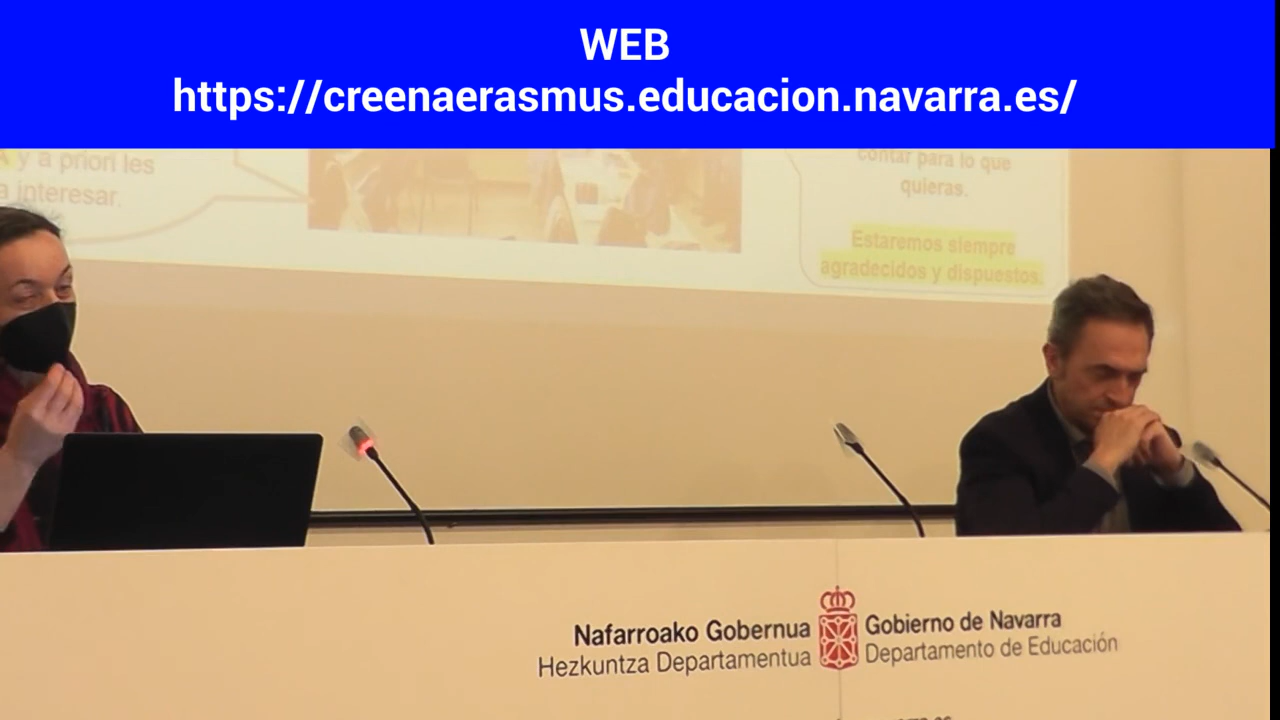 WEB
https://creenaerasmus.educacion.navarra.es/
y a priori les
interesar.
contar para lo que
quieras.
Estaremos siempre
agradecidos y dispuestos.
Nafarroako Gobernua
Hezkuntza Departamentua
Gobierno de Navarra
Departamento de Educación